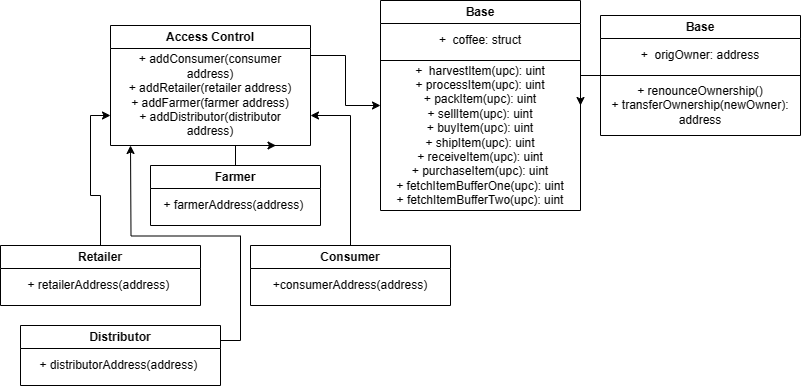 Access Control
+ addConsumer(consumer
address)
+ addRetailer(retailer address)
+ addFarmer(farmer address)
+ addDistributor(distributor
address)
Base
+ coffee: struct
+ harvestItem(upc): uint
+ processItem(upc): uint
+ packItem(upc): uint
+ sellItem(upc): uint
+ buyItem(upc): uint
+ shipItem(upc): uint
+ receiveItem(upc): uint
+ purchaseItem(upc): uint
+ fetchItemBufferOne(upc): uint
+ fetchItemBufferTwo(upc): uint
Base
+ origOwner: address
+ renounceOwnership()
+ transferOwnership(newOwner):
address
Farmer
+ farmerAddress(address)
Retailer
+ retailerAddress(address)
Consumer
+consumerAddress(address)
Distributor
+ distributorAddress(address)